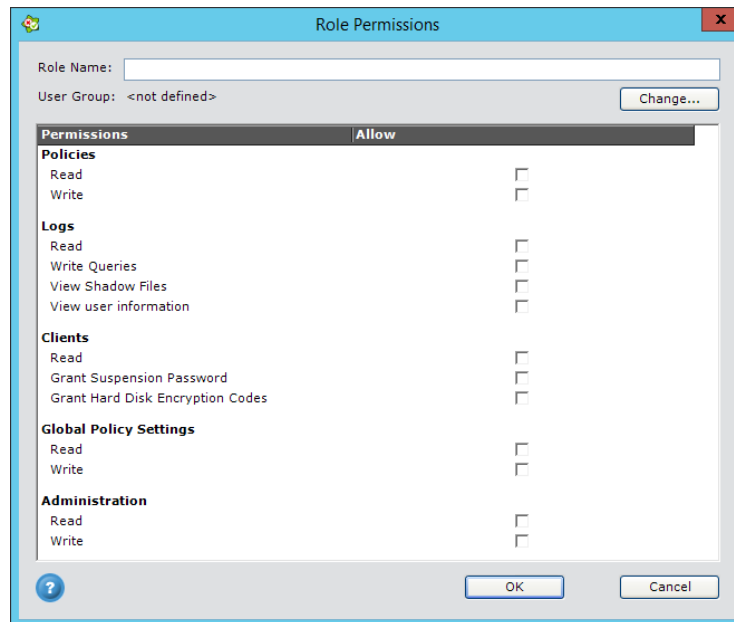 Role Permissions
x
Role Name:
User Group: <not defined>
Change...
Permissions Allow
Policies
Read
Write
Logs
Read
Write Queries
View Shadow Files
View user information
Clients
Read
Grant Suspension Password
Grant Hard Disk Encryption Codes
Global Policy Settings
Read
Write
Administration
Read
Write
? OK Cancel